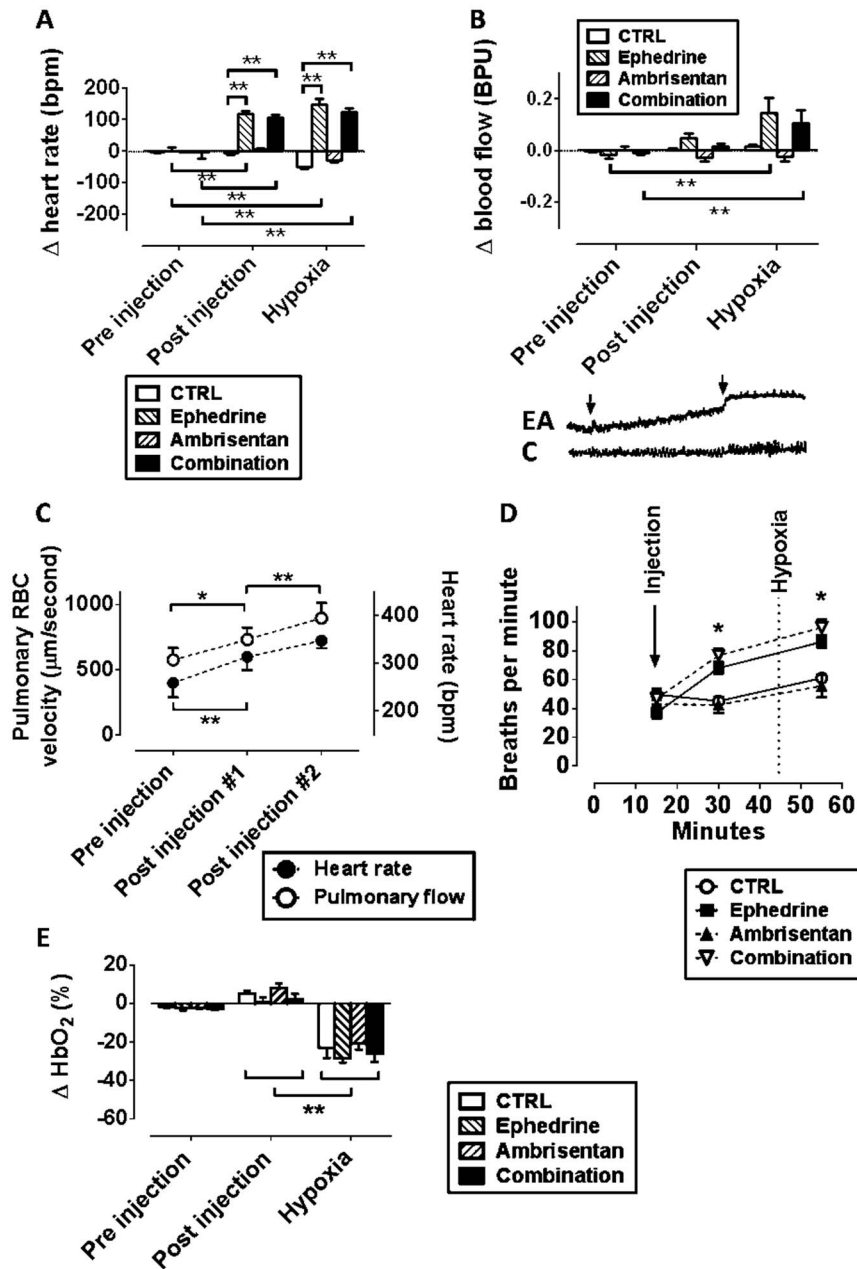 A
Δ heart rate (bpm)
200
100
0
-100
-200
**
**
**
**
**
**
**
**
Pre injection
Post injection
Hypoxia
CTRL
Ephedrine
Ambrisentan
Combination
B
Δ blood flow (BPU)
CTRL
Ephedrine
Ambrisentan
Combination
0.2
0.0
-0.2
**
**
Pre injection
Post injection
Hypoxia
EA
C
C
Pulmonary RBC
velocity (μm/second)
1000
500
0
*
**
**
400
300
200
Heart rate
(bpm)
Pre injection
Post injection #1
Post injection #2
Heart rate
Pulmonary flow
D
Injection
Hypoxia
Breaths per minute
100
80
60
40
20
0
*
*
0 10 20 30 40 50 60
Minutes
CTRL
Ephedrine
Ambrisentan
Combination
E
Δ HbO₂ (%)
20
0
-20
-40
-60
**
Pre injection
Post injection
Hypoxia
CTRL
Ephedrine
Ambrisentan
Combination